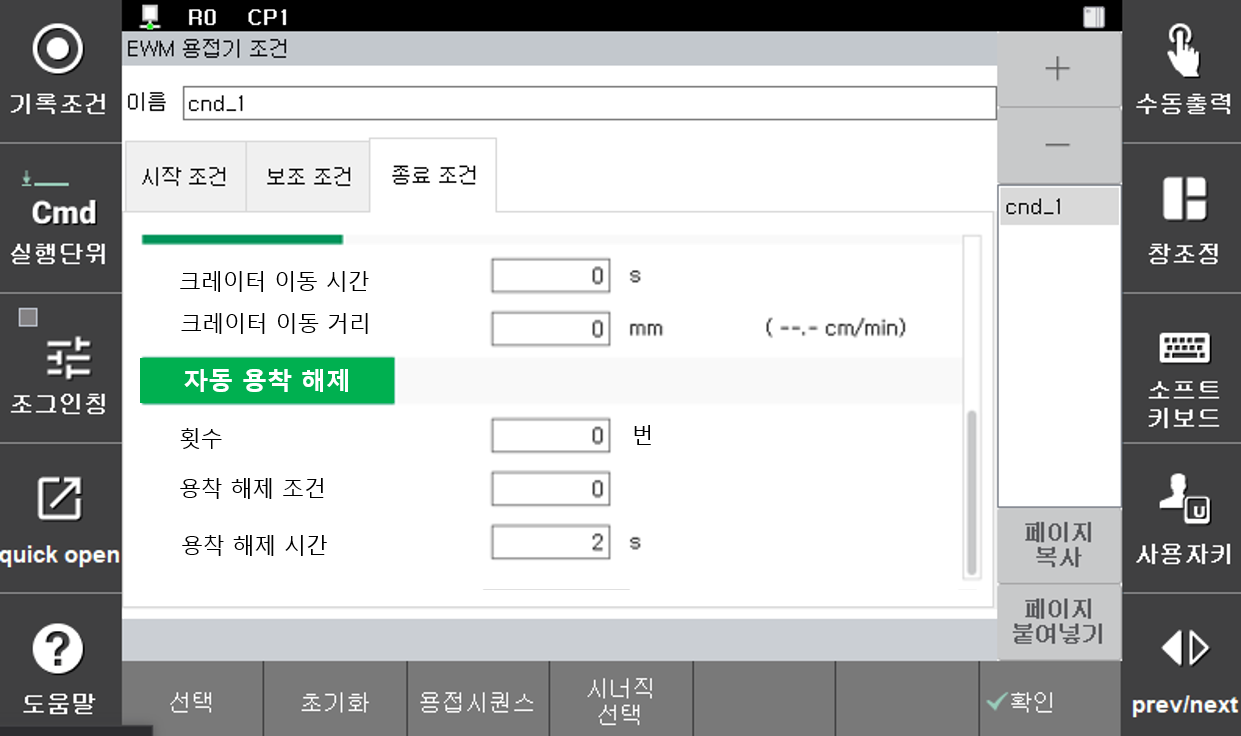 R0 CP1
EWM 용접기 조건
기록조건
이름 cnd_1
+
수동출력
시작 조건
보조 조건
종료 조건
−
cnd_1
Cmd
실행단위
창조정
크레이터 이동 시간 0 s
크레이터 이동 거리 0 mm ( --.- cm/min)
자동 용착 해제
조그인칭
소프트
키보드
횟수 0 번
용착 해제 조건 0
용착 해제 시간 2 s
quick open
페이지
복사
U
사용자키
페이지
붙여넣기
?
도움말
선택
초기화
용접시퀀스
시너직
선택
확인
prev/next